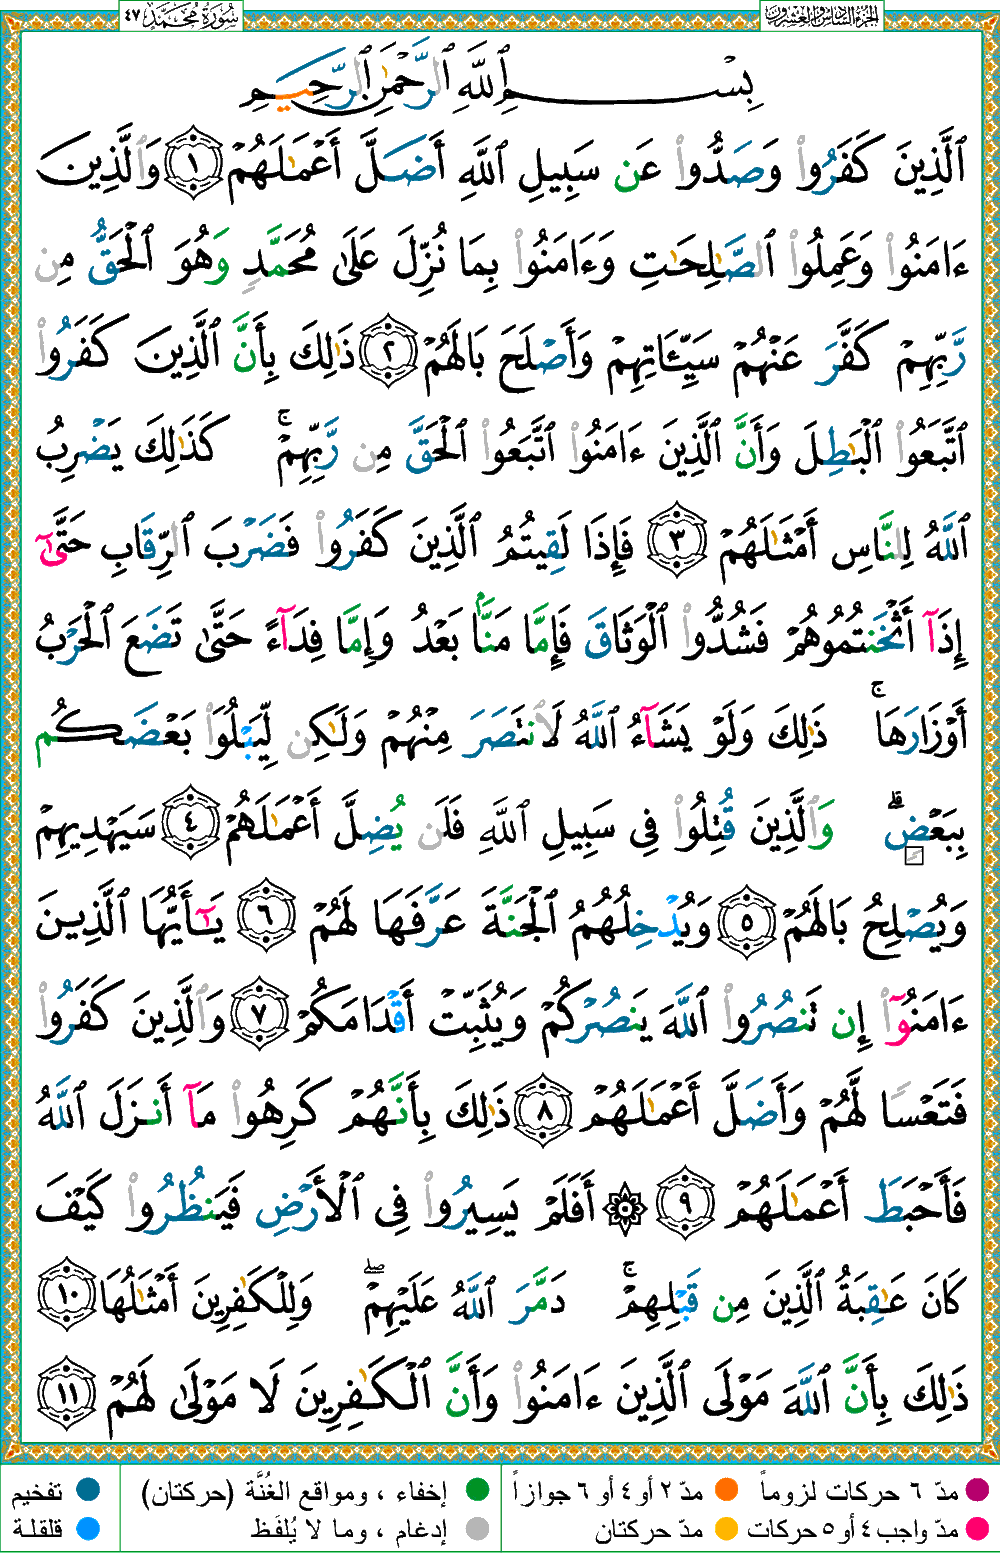 الجزء السادس والعشرون
سُورَةُ مُحَمَّدٍ ٤٧
بِسْمِ ٱللَّهِ ٱلرَّحْمَٰنِ ٱلرَّحِيمِ
ٱلَّذِينَ كَفَرُوا۟ وَصَدُّوا۟ عَن سَبِيلِ ٱللَّهِ أَضَلَّ أَعْمَٰلَهُمْ ١ وَٱلَّذِينَ
ءَامَنُوا۟ وَعَمِلُوا۟ ٱلصَّٰلِحَٰتِ وَءَامَنُوا۟ بِمَا نُزِّلَ عَلَىٰ مُحَمَّدٍ وَهُوَ ٱلْحَقُّ مِن
رَّبِّهِمْ كَفَّرَ عَنْهُمْ سَيِّـَٔاتِهِمْ وَأَصْلَحَ بَالَهُمْ ٢ ذَٰلِكَ بِأَنَّ ٱلَّذِينَ كَفَرُوا۟
ٱتَّبَعُوا۟ ٱلْبَٰطِلَ وَأَنَّ ٱلَّذِينَ ءَامَنُوا۟ ٱتَّبَعُوا۟ ٱلْحَقَّ مِن رَّبِّهِمْ ۚ كَذَٰلِكَ يَضْرِبُ
ٱللَّهُ لِلنَّاسِ أَمْثَٰلَهُمْ ٣ فَإِذَا لَقِيتُمُ ٱلَّذِينَ كَفَرُوا۟ فَضَرْبَ ٱلرِّقَابِ حَتَّىٰٓ
إِذَآ أَثْخَنتُمُوهُمْ فَشُدُّوا۟ ٱلْوَثَاقَ فَإِمَّا مَنًّۢا بَعْدُ وَإِمَّا فِدَآءً حَتَّىٰ تَضَعَ ٱلْحَرْبُ
أَوْزَارَهَا ۚ ذَٰلِكَ وَلَوْ يَشَآءُ ٱللَّهُ لَٱنتَصَرَ مِنْهُمْ وَلَٰكِن لِّيَبْلُوَا۟ بَعْضَكُم
بِبَعْضٍ ۗ وَٱلَّذِينَ قُتِلُوا۟ فِى سَبِيلِ ٱللَّهِ فَلَن يُضِلَّ أَعْمَٰلَهُمْ ٤ سَيَهْدِيهِمْ
وَيُصْلِحُ بَالَهُمْ ٥ وَيُدْخِلُهُمُ ٱلْجَنَّةَ عَرَّفَهَا لَهُمْ ٦ يَٰٓأَيُّهَا ٱلَّذِينَ
ءَامَنُوٓا۟ إِن تَنصُرُوا۟ ٱللَّهَ يَنصُرْكُمْ وَيُثَبِّتْ أَقْدَامَكُمْ ٧ وَٱلَّذِينَ كَفَرُوا۟
فَتَعْسًا لَّهُمْ وَأَضَلَّ أَعْمَٰلَهُمْ ٨ ذَٰلِكَ بِأَنَّهُمْ كَرِهُوا۟ مَآ أَنزَلَ ٱللَّهُ
فَأَحْبَطَ أَعْمَٰلَهُمْ ٩ ۞ أَفَلَمْ يَسِيرُوا۟ فِى ٱلْأَرْضِ فَيَنظُرُوا۟ كَيْفَ
كَانَ عَٰقِبَةُ ٱلَّذِينَ مِن قَبْلِهِمْ ۚ دَمَّرَ ٱللَّهُ عَلَيْهِمْ ۖ وَلِلْكَٰفِرِينَ أَمْثَٰلُهَا ١٠
ذَٰلِكَ بِأَنَّ ٱللَّهَ مَوْلَى ٱلَّذِينَ ءَامَنُوا۟ وَأَنَّ ٱلْكَٰفِرِينَ لَا مَوْلَىٰ لَهُمْ ١١
مدّ ٦ حركات لزوماً مدّ ٢ أو ٤ أو ٦ جوازاً إخفاء ، ومواقع الغُنَّة (حركتان) تفخيم
مدّ واجب ٤ أو ٥ حركات مدّ حركتان إدغام ، وما لا يُلفَظ قلقلة